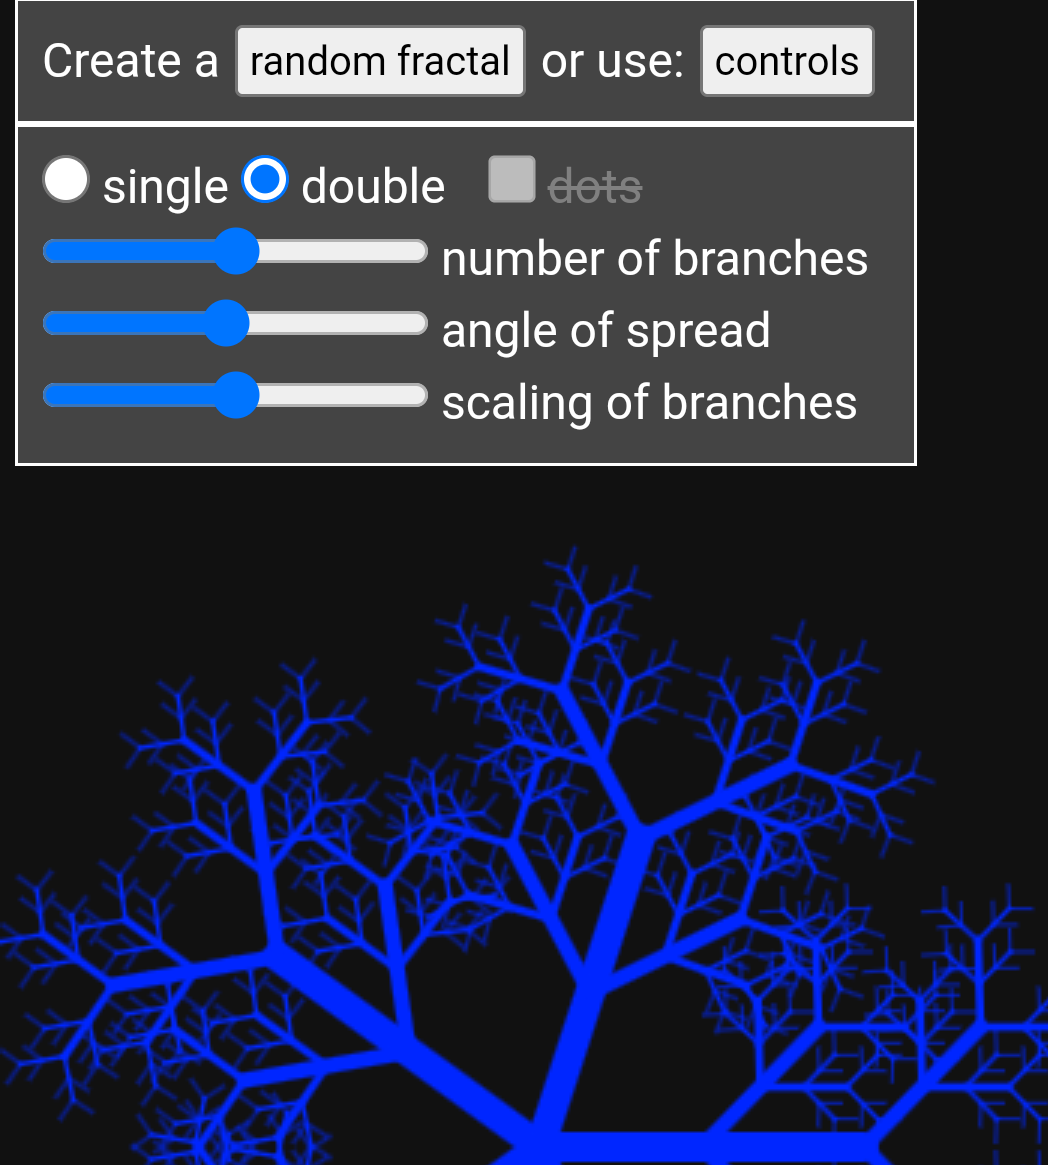 Create a random fractal or use: controls
single double dots
number of branches
angle of spread
scaling of branches